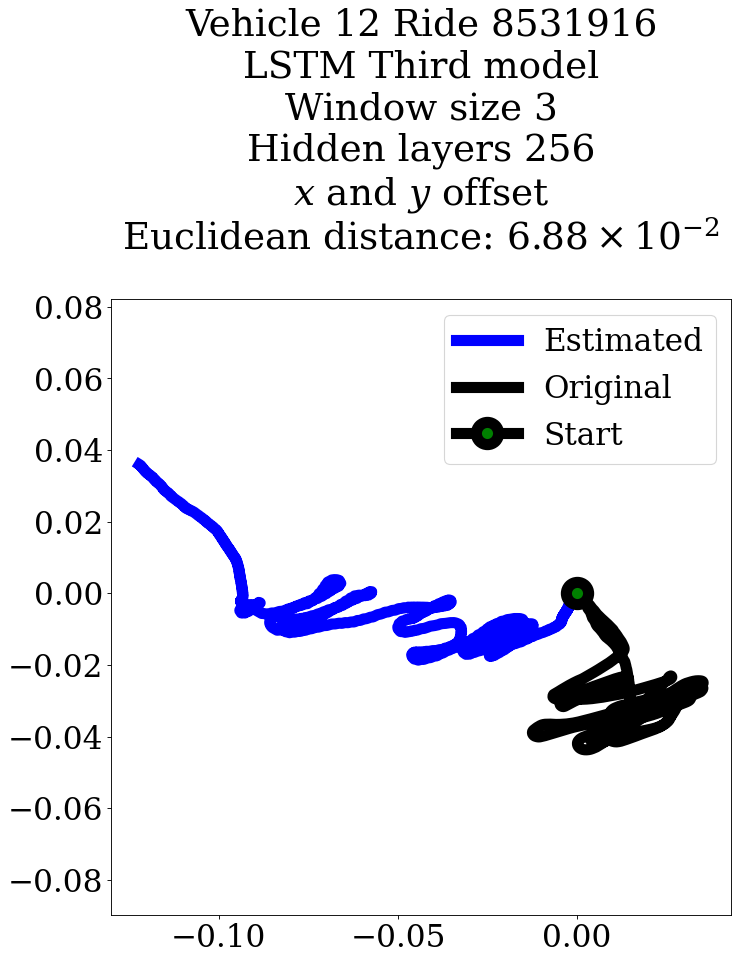 Vehicle 12 Ride 8531916
LSTM Third model
Window size 3
Hidden layers 256
x and y offset
Euclidean distance: 6.88 × 10⁻²
Estimated
Original
Start
0.08
0.06
0.04
0.02
0.00
−0.02
−0.04
−0.06
−0.08
−0.10 −0.05 0.00